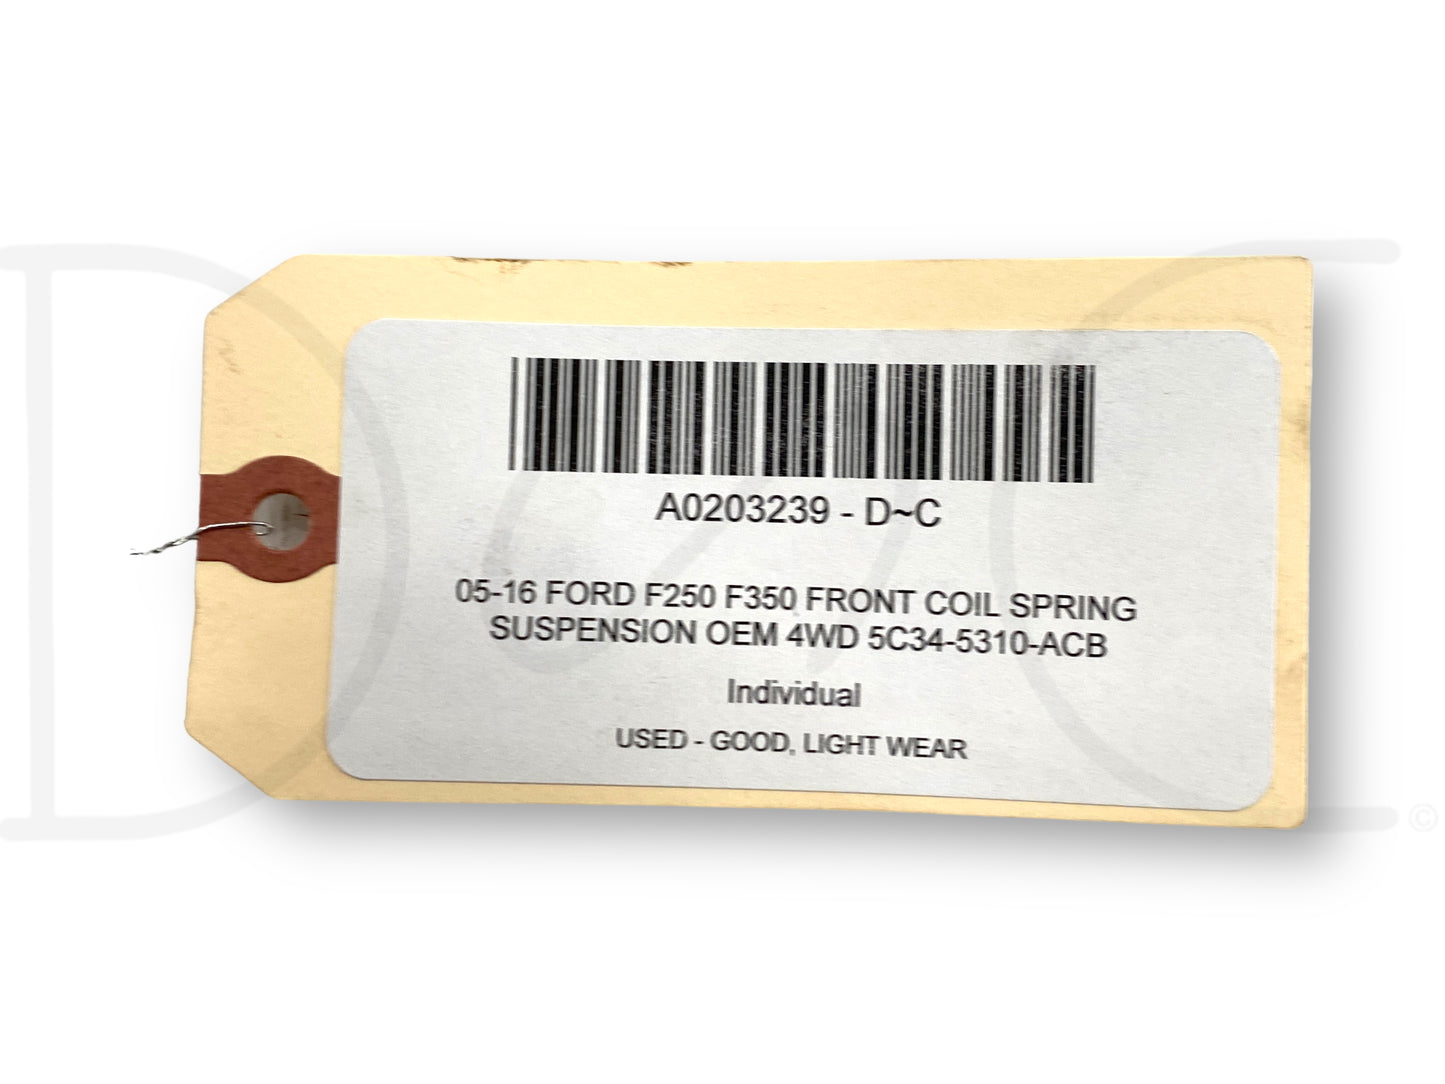 A0203239 - D~C
05-16 FORD F250 F350 FRONT COIL SPRING
SUSPENSION OEM 4WD 5C34-5310-ACB
Individual
USED - GOOD, LIGHT WEAR
D~C ©